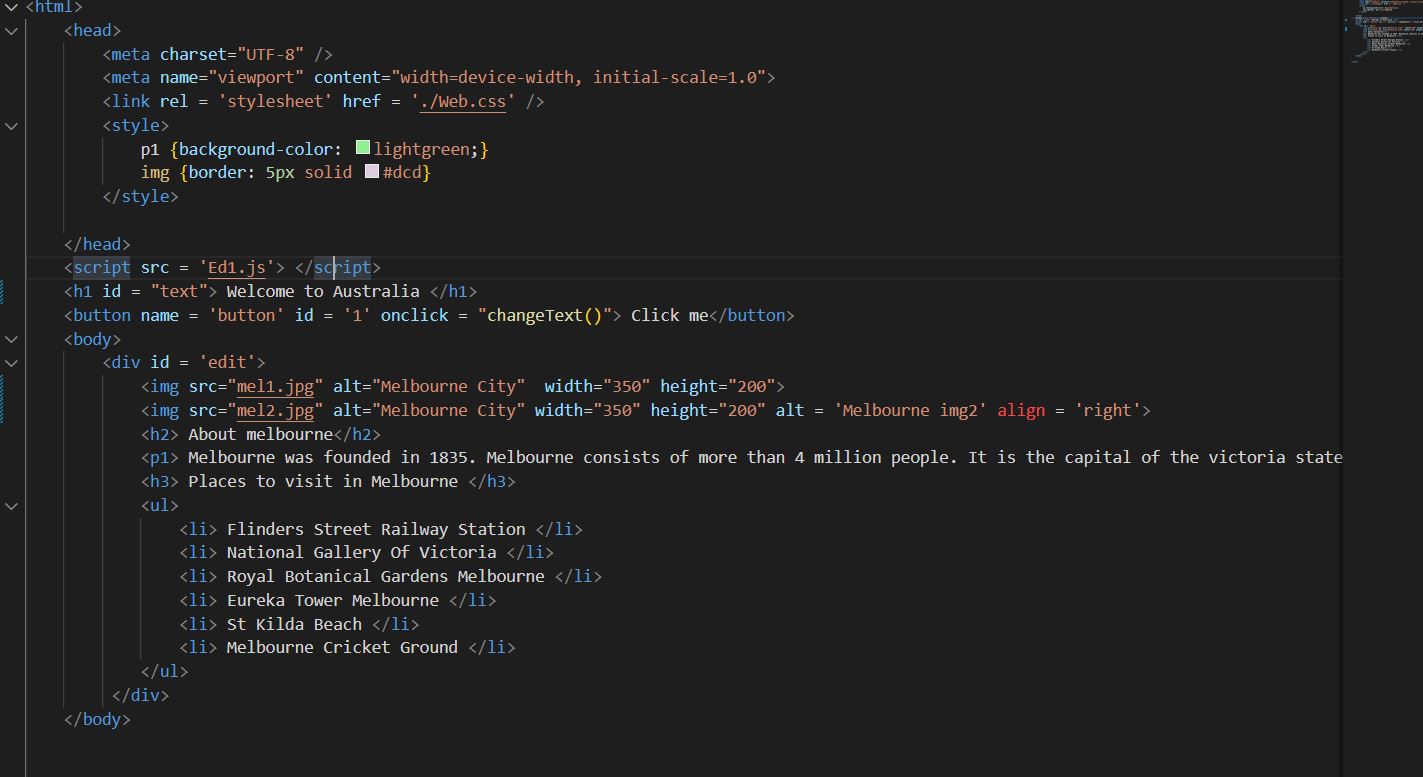 <html>
<head>
<meta charset="UTF-8" />
<meta name="viewport" content="width=device-width, initial-scale=1.0">
<link rel = 'stylesheet' href = './Web.css' />
<style>
p1 {background-color: lightgreen;}
img {border: 5px solid #dcd}
</style>
</head>
<script src = 'Ed1.js'> </script>
<h1 id = "text"> Welcome to Australia </h1>
<button name = 'button' id = '1' onclick = "changeText()"> Click me</button>
<body>
<div id = 'edit'>
<img src="mel1.jpg" alt="Melbourne City"  width="350" height="200">
<img src="mel2.jpg" alt="Melbourne City" width="350" height="200" alt = 'Melbourne img2' align = 'right'>
<h2> About melbourne</h2>
<p1> Melbourne was founded in 1835. Melbourne consists of more than 4 million people. It is the capital of the victoria state
<h3> Places to visit in Melbourne </h3>
<ul>
<li> Flinders Street Railway Station </li>
<li> National Gallery Of Victoria </li>
<li> Royal Botanical Gardens Melbourne </li>
<li> Eureka Tower Melbourne </li>
<li> St Kilda Beach </li>
<li> Melbourne Cricket Ground </li>
</ul>
</div>
</body>